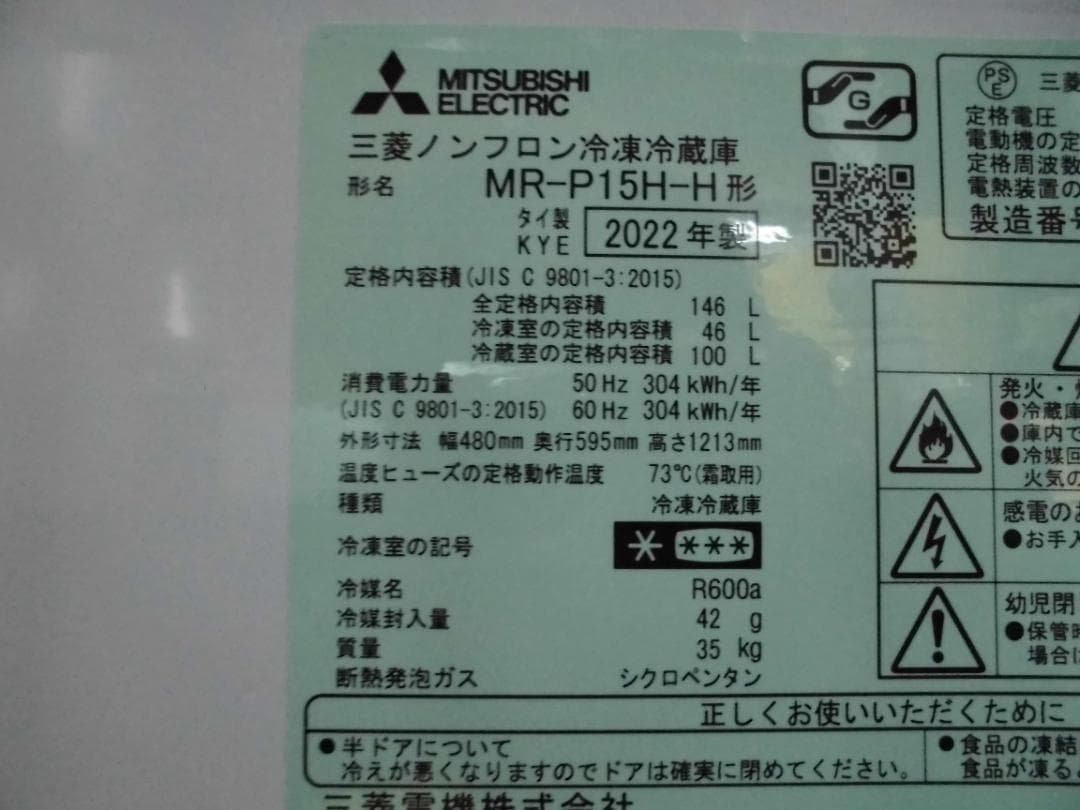 MITSUBISHI
ELECTRIC
三菱ノンフロン冷凍冷蔵庫
形名 MR-P15H-H形
タイ製
KYE 2022年製
定格内容積(JIS C 9801-3:2015)
全定格内容積 146 L
冷凍室の定格内容積 46 L
冷蔵室の定格内容積 100 L
消費電力量 50Hz 304kWh/年
(JIS C 9801-3:2015) 60Hz 304kWh/年
外形寸法 幅480mm 奥行595mm 高さ1213mm
温度ヒューズの定格動作温度 73℃(霜取用)
種類 冷凍冷蔵庫
冷凍室の記号
冷媒名 R600a
冷媒封入量 42 g
質量 35 kg
断熱発泡ガス シクロペンタン
G
PS
E
三菱
定格電圧
電動機の定
定格周波数
電熱装置の
製造番号
発火・
●冷蔵庫
●庫内で
●冷媒回
火気の
感電のお
●お手入
幼児閉
●保管時
場合は
正しくお使いいただくために
●半ドアについて
冷えが悪くなりますのでドアは確実に閉めてください。
●食品の凍結
食品が凍る
三菱電機株式会社